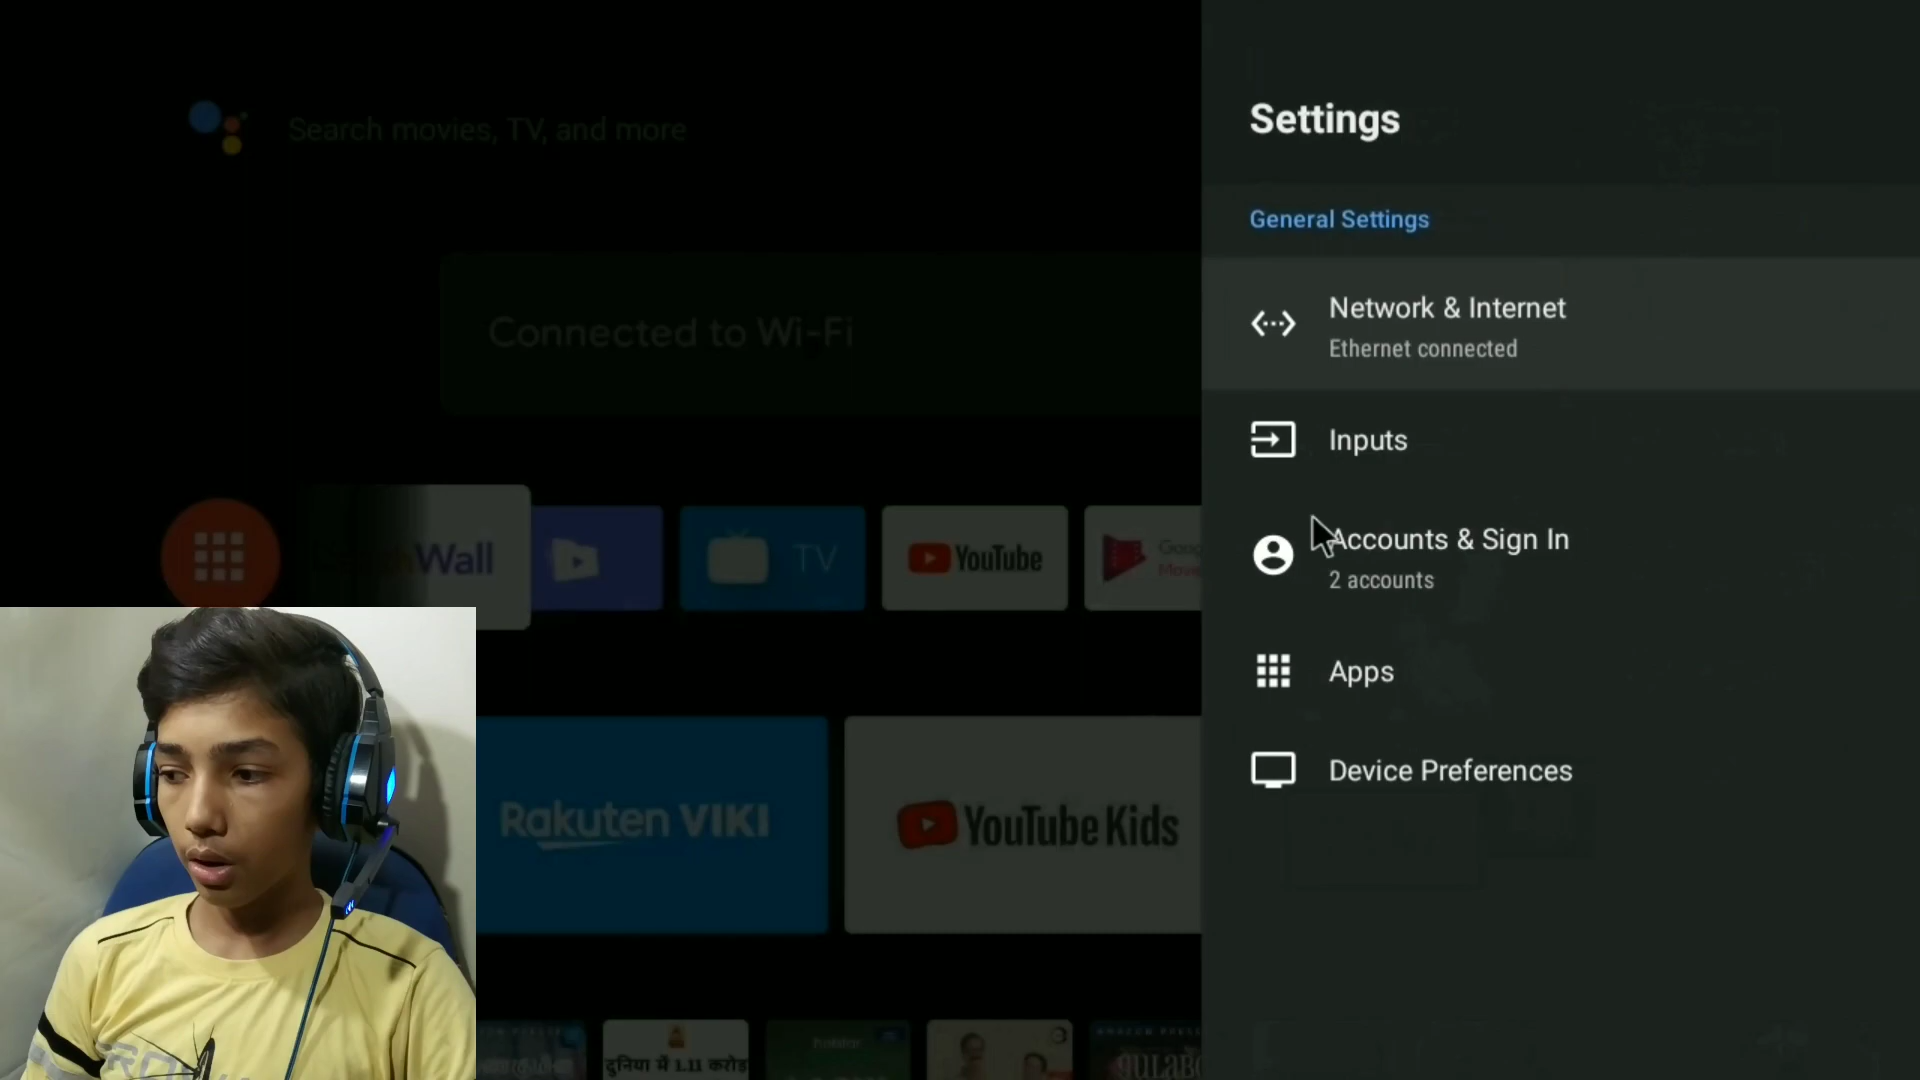 Search movies, TV, and more
Settings
General Settings
Network & Internet
Ethernet connected
Connected to Wi-Fi
Inputs
Accounts & Sign In
2 accounts
Wall
TV
YouTube
Apps
Device Preferences
Rakuten VIKI
YouTube Kids
hotstar
दुनिया में 1.11 करोड़